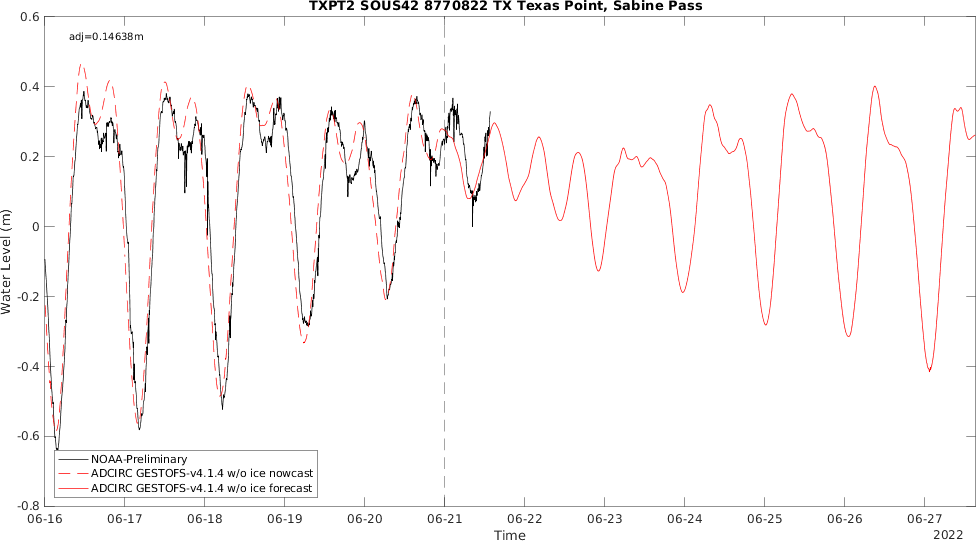 TXPT2 SOUS42 8770822 TX Texas Point, Sabine Pass
adj=0.14638m
0.6
0.4
0.2
0
-0.2
-0.4
-0.6
-0.8
Water Level (m)
NOAA-Preliminary
ADCIRC GESTOFS-v4.1.4 w/o ice nowcast
ADCIRC GESTOFS-v4.1.4 w/o ice forecast
06-16 06-17 06-18 06-19 06-20 06-21 06-22 06-23 06-24 06-25 06-26 06-27
Time
2022